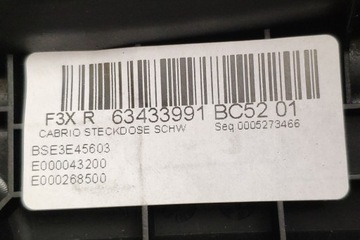 F3X R 63433991 BC52 01
CABRIO STECKDOSE SCHW Seq 0005273466
BSE3E45603
E000043200
E000268500